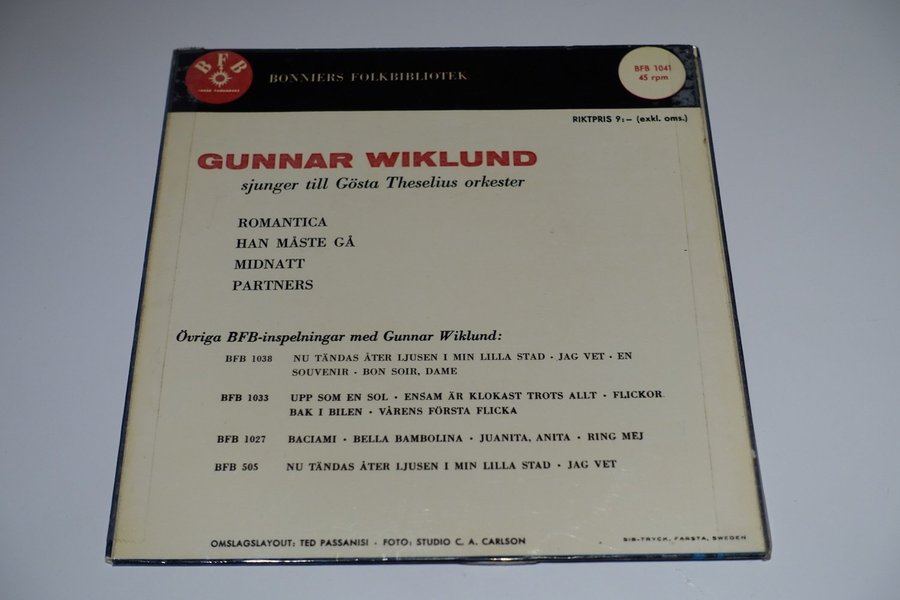 BFB
BONNIERS FOLKBIBLIOTEK
BFB 1041
45 rpm
RIKTPRIS 9:— (exkl. oms.)
GUNNAR WIKLUND
sjunger till Gösta Theselius orkester
ROMANTICA
HAN MÅSTE GÅ
MIDNATT
PARTNERS
Övriga BFB-inspelningar med Gunnar Wiklund:
BFB 1038 NU TÄNDAS ÅTER LJUSEN I MIN LILLA STAD · JAG VET · EN
SOUVENIR · BON SOIR, DAME
BFB 1033 UPP SOM EN SOL · ENSAM ÄR KLOKAST TROTS ALLT · FLICKOR
BAK I BILEN · VÅRENS FÖRSTA FLICKA
BFB 1027 BACIAMI · BELLA BAMBOLINA · JUANITA, ANITA · RING MEJ
BFB 505 NU TÄNDAS ÅTER LJUSEN I MIN LILLA STAD · JAG VET
OMSLAGSLAYOUT: TED PASSANISI · FOTO: STUDIO C. A. CARLSON
SIB-TRYCK, FARSTA, SWEDEN